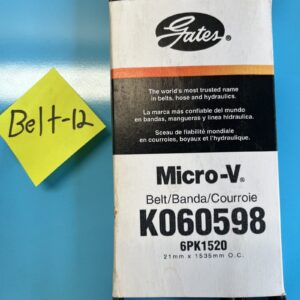 Belt-12
Gates®
The world's most trusted name
in belts, hose and hydraulics.
La marca más confiable del mundo
en bandas, mangueras y línea hidraulica.
Sceau de fiabilité mondiale
en courroies, boyaux et l'hydraulique.
Micro-V®
Belt/Banda/Courroie
K060598
6PK1520
21mm x 1535mm O.C.